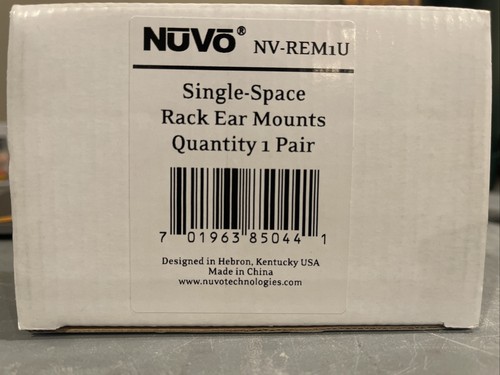 NUVO® NV-REM1U
Single-Space
Rack Ear Mounts
Quantity 1 Pair
7 01963 85044 1
Designed in Hebron, Kentucky USA
Made in China
www.nuvotechnologies.com